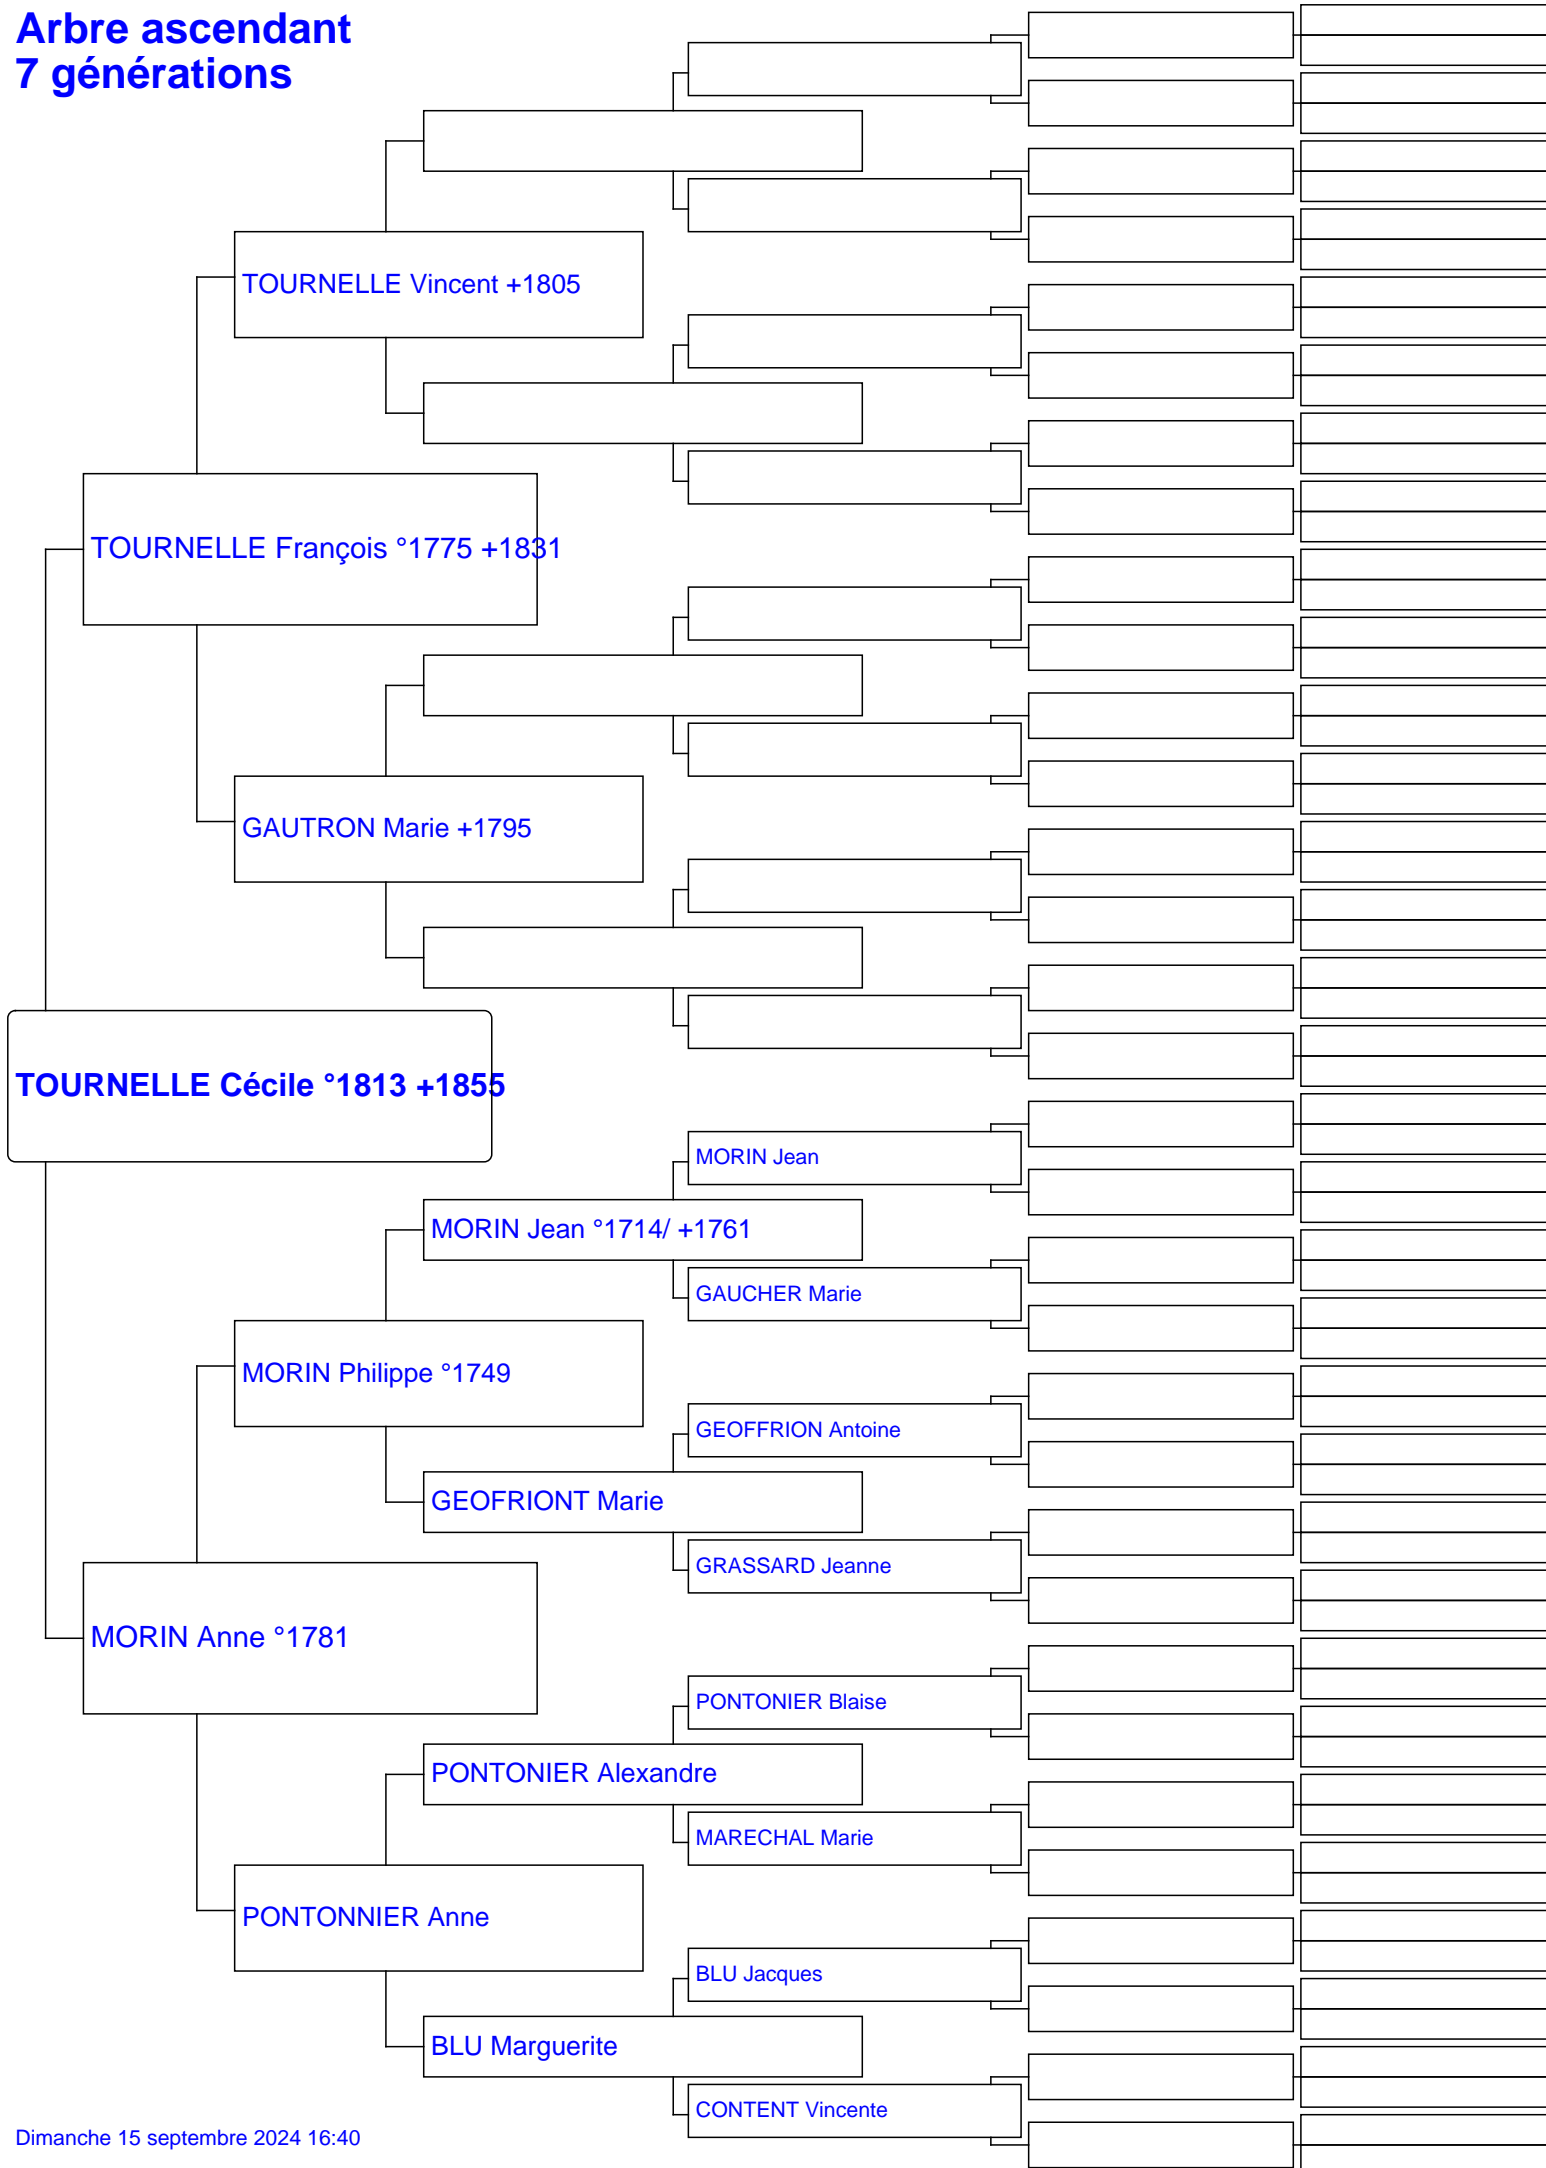 Arbre ascendant
7 générations
TOURNELLE Vincent +1805
TOURNELLE François °1775 +1831
GAUTRON Marie +1795
TOURNELLE Cécile °1813 +1855
MORIN Jean
MORIN Jean °1714/ +1761
GAUCHER Marie
MORIN Philippe °1749
GEOFFRION Antoine
GEOFRIONT Marie
GRASSARD Jeanne
MORIN Anne °1781
PONTONIER Blaise
PONTONIER Alexandre
MARECHAL Marie
PONTONNIER Anne
BLU Jacques
BLU Marguerite
CONTENT Vincente
Dimanche 15 septembre 2024 16:40